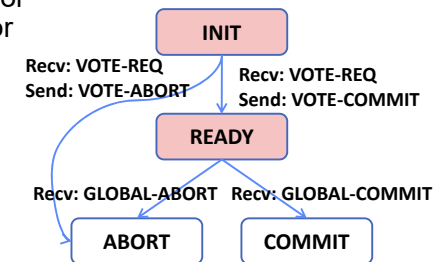 or
or
INIT
Recv: VOTE-REQ
Send: VOTE-ABORT
Recv: VOTE-REQ
Send: VOTE-COMMIT
READY
Recv: GLOBAL-ABORT
Recv: GLOBAL-COMMIT
ABORT
COMMIT